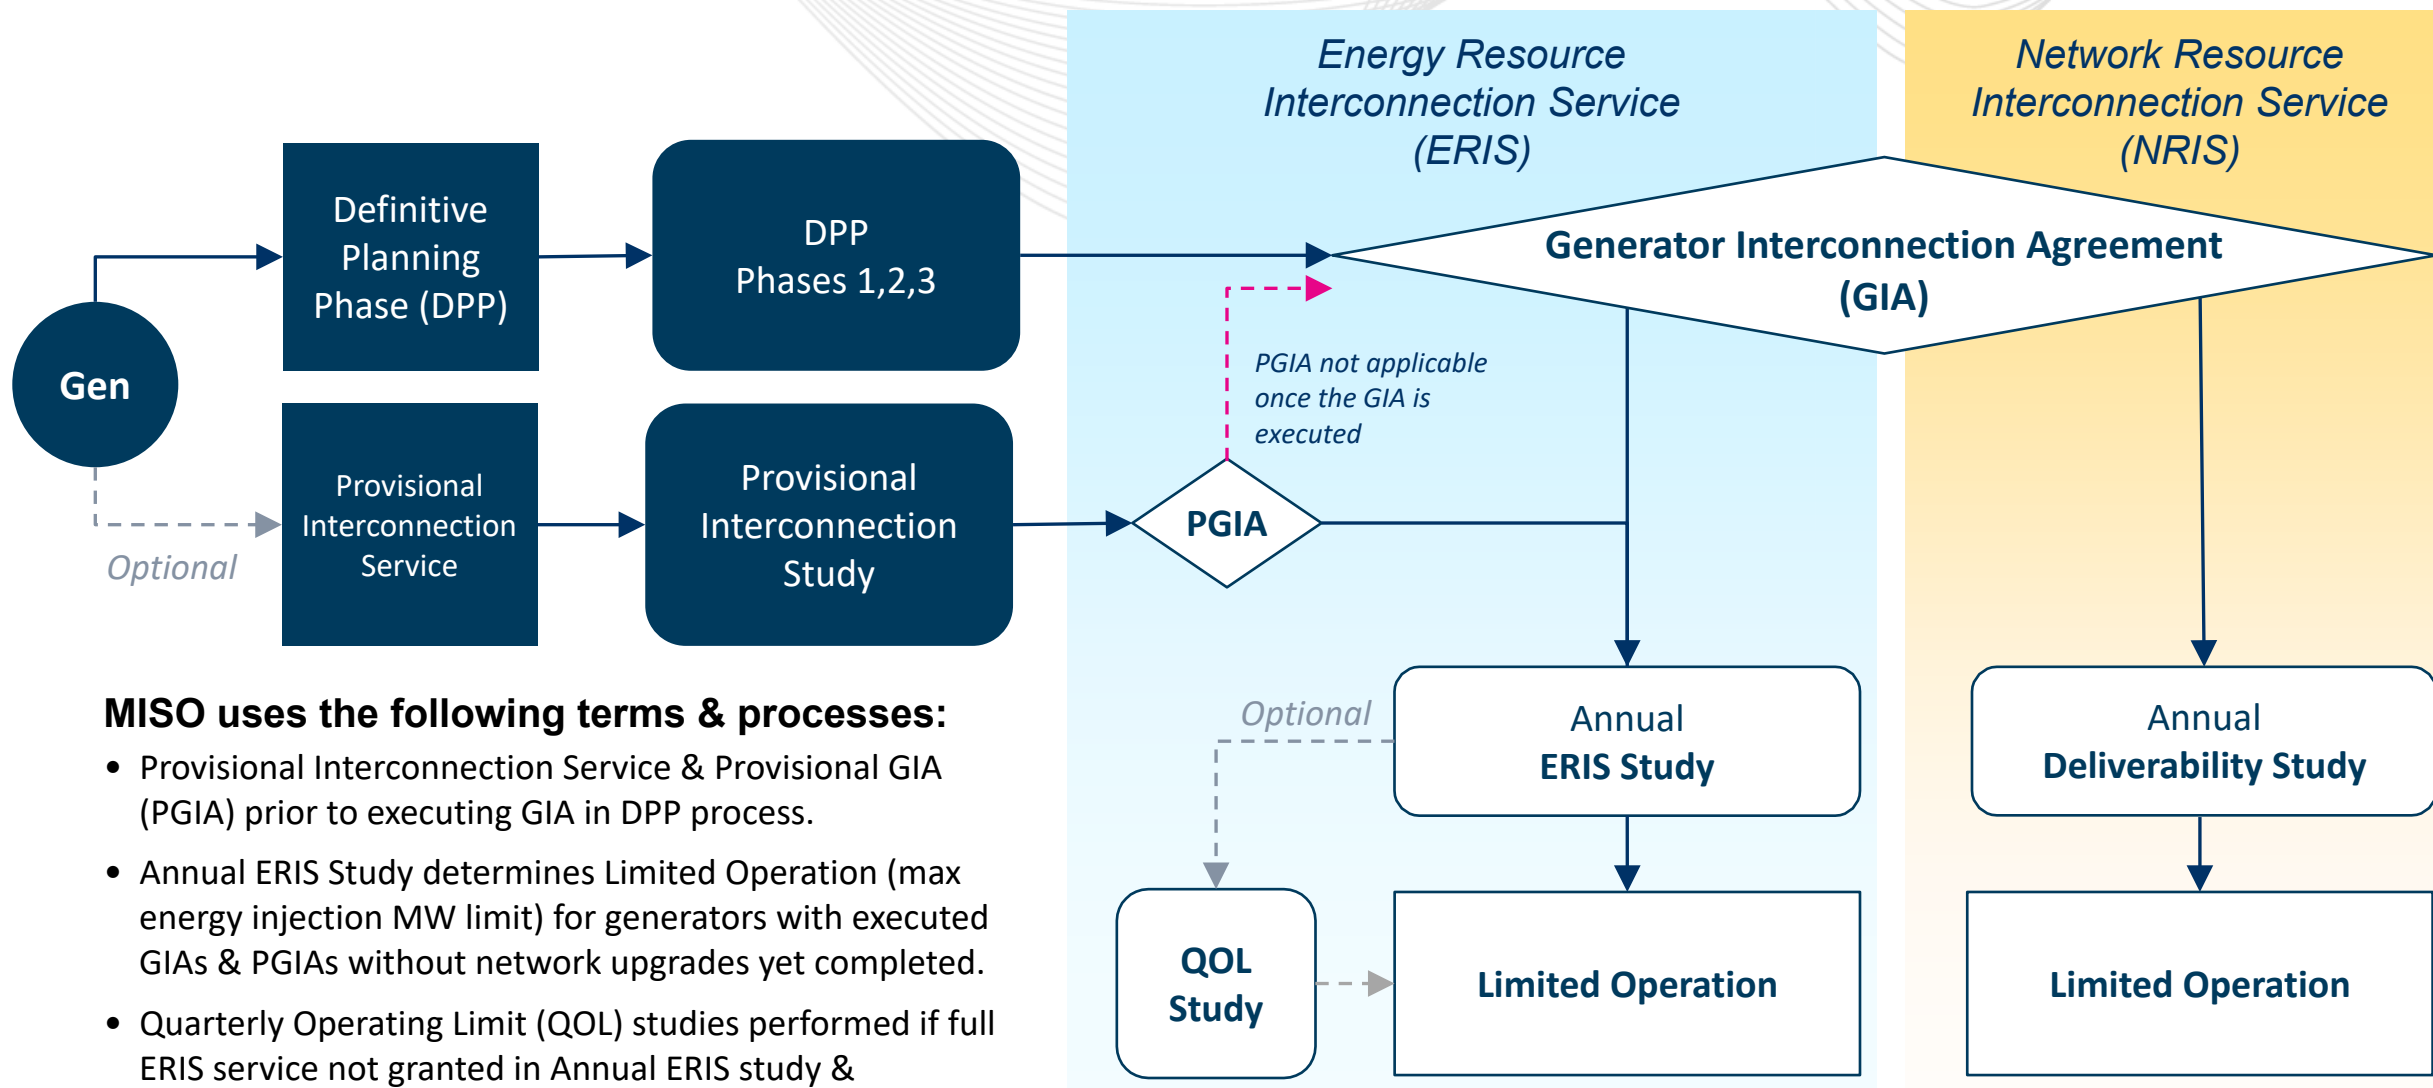 Energy Resource
Interconnection Service
(ERIS)
Network Resource
Interconnection Service
(NRIS)
Gen
Definitive
Planning
Phase (DPP)
DPP
Phases 1,2,3
Generator Interconnection Agreement
(GIA)
PGIA not applicable
once the GIA is
executed
Optional
Provisional
Interconnection
Service
Provisional
Interconnection
Study
PGIA
Optional
Annual
ERIS Study
Annual
Deliverability Study
QOL
Study
Limited Operation
Limited Operation
MISO uses the following terms & processes:
• Provisional Interconnection Service & Provisional GIA
(PGIA) prior to executing GIA in DPP process.
• Annual ERIS Study determines Limited Operation (max
energy injection MW limit) for generators with executed
GIAs & PGIAs without network upgrades yet completed.
• Quarterly Operating Limit (QOL) studies performed if full
ERIS service not granted in Annual ERIS study &